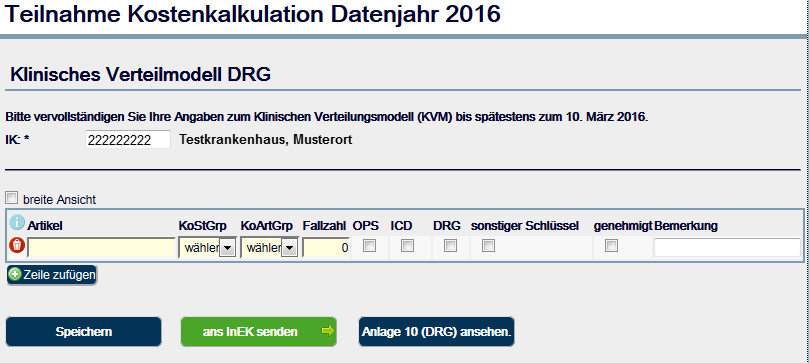 Teilnahme Kostenkalkulation Datenjahr 2016
Klinisches Verteilmodell DRG
Bitte vervollständigen Sie Ihre Angaben zum Klinischen Verteilungsmodell (KVM) bis spätestens zum 10. März 2016.
IK: * 222222222 Testkrankenhaus, Musterort
breite Ansicht
i Artikel KoStGrp KoArtGrp Fallzahl OPS ICD DRG sonstiger Schlüssel genehmigt Bemerkung
wähler wähler 0
Zeile zufügen
Speichern ans InEK senden Anlage 10 (DRG) ansehen.